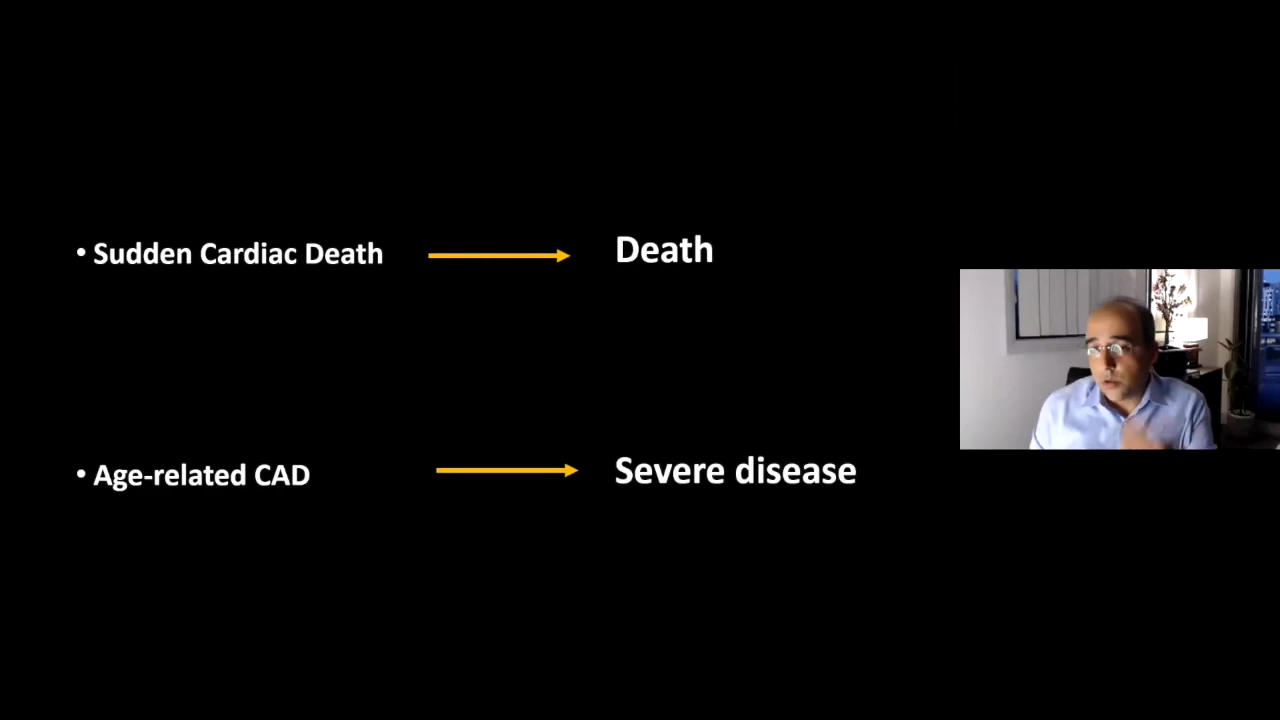 • Sudden Cardiac Death
Death
• Age-related CAD
Severe disease